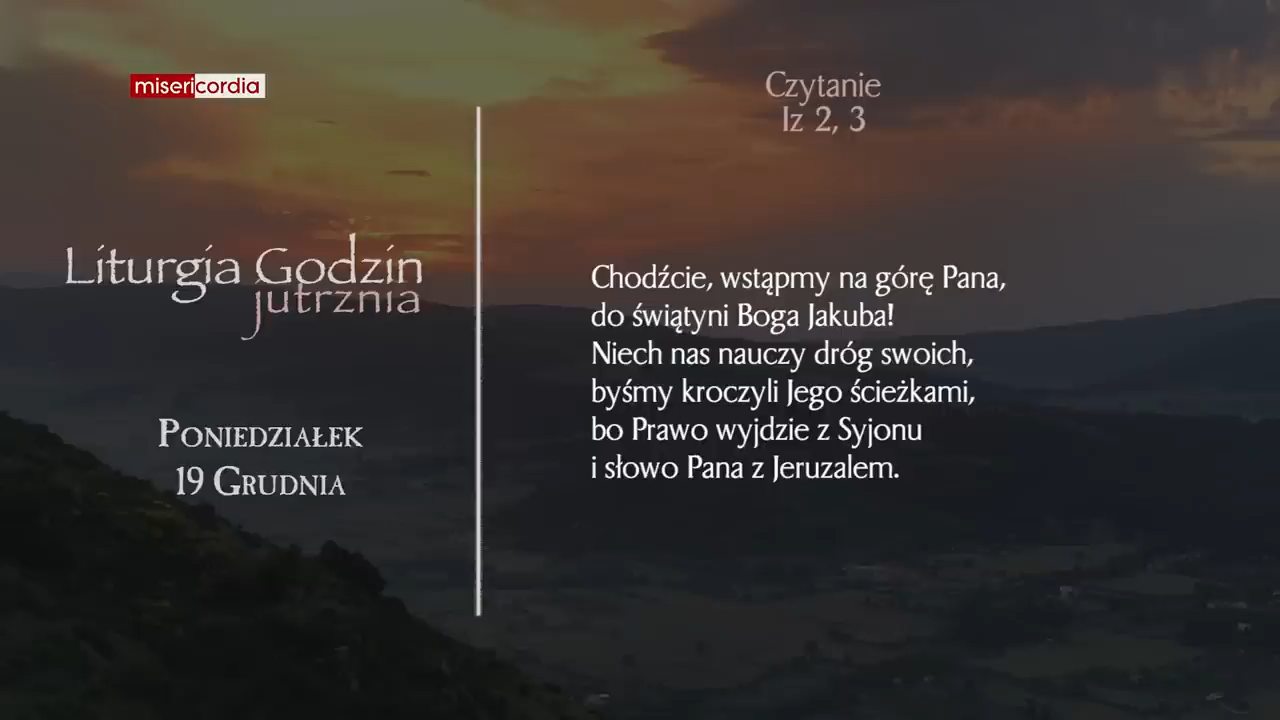 misericordia
Liturgia Godzin
jutrznia
Poniedziałek
19 Grudnia
Czytanie
Iz 2, 3
Chodźcie, wstąpmy na górę Pana,
do świątyni Boga Jakuba!
Niech nas nauczy dróg swoich,
byśmy kroczyli Jego ścieżkami,
bo Prawo wyjdzie z Syjonu
i słowo Pana z Jeruzalem.